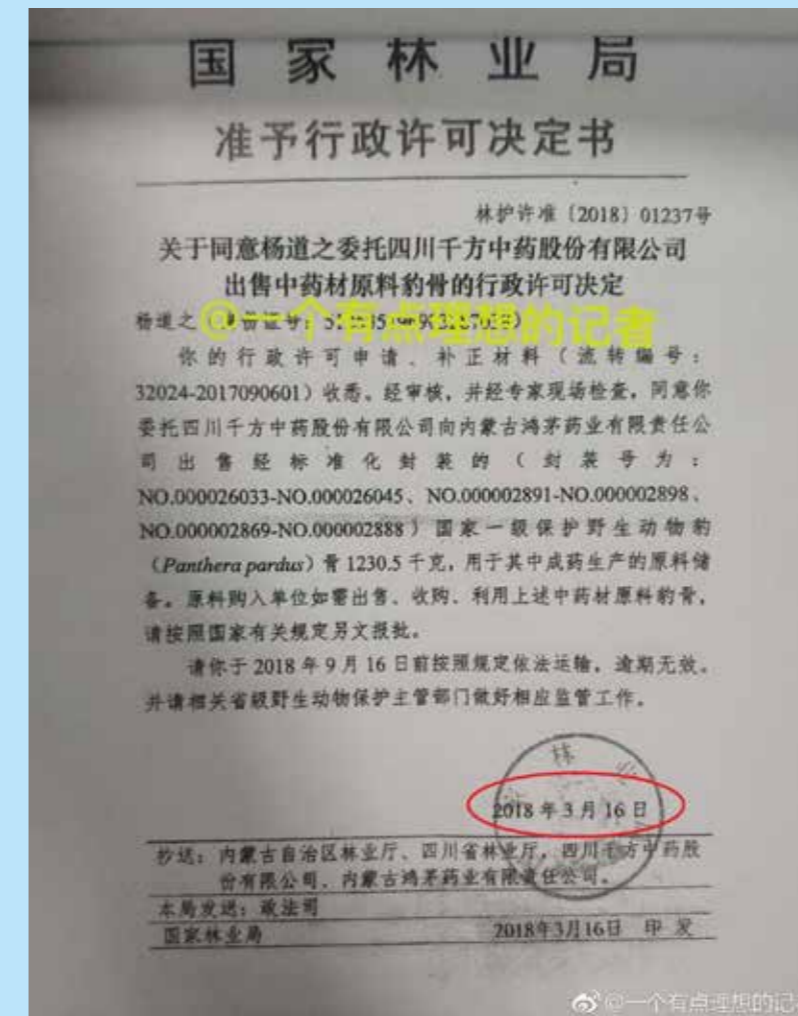 国家林业局
准予行政许可决定书
林护许准〔2018〕01237号
关于同意杨道之委托四川千方中药股份有限公司
出售中药材原料豹骨的行政许可决定
杨道之
@一个有点理想的记者
你的行政许可申请、补正材料（流转编号：
32024-2017090601）收悉。经审核，并经专家现场检查，同意你
委托四川千方中药股份有限公司向内蒙古鸿茅药业有限责任公
司出售经标准化封装的（封装号为：
NO.000026033-NO.000026045、NO.000002891-NO.000002898、
NO.000002869-NO.000002888）国家一级保护野生动物豹
（Panthera pardus）骨 1230.5 千克，用于其中成药生产的原料储
备。原料购入单位如需出售、收购、利用上述中药材原料豹骨，
请按照国家有关规定另文报批。
请你于 2018 年 9 月 16 日前按照规定依法运输，逾期无效。
并请相关省级野生动物保护主管部门做好相应监管工作。
林 业
2018 年 3 月 16 日
抄送：内蒙古自治区林业厅、四川省林业厅，四川千方中药股
份有限公司、内蒙古鸿茅药业有限责任公司。
本局发送：政法司
国家林业局 2018年3月16日 印发
@一个有点理想的记